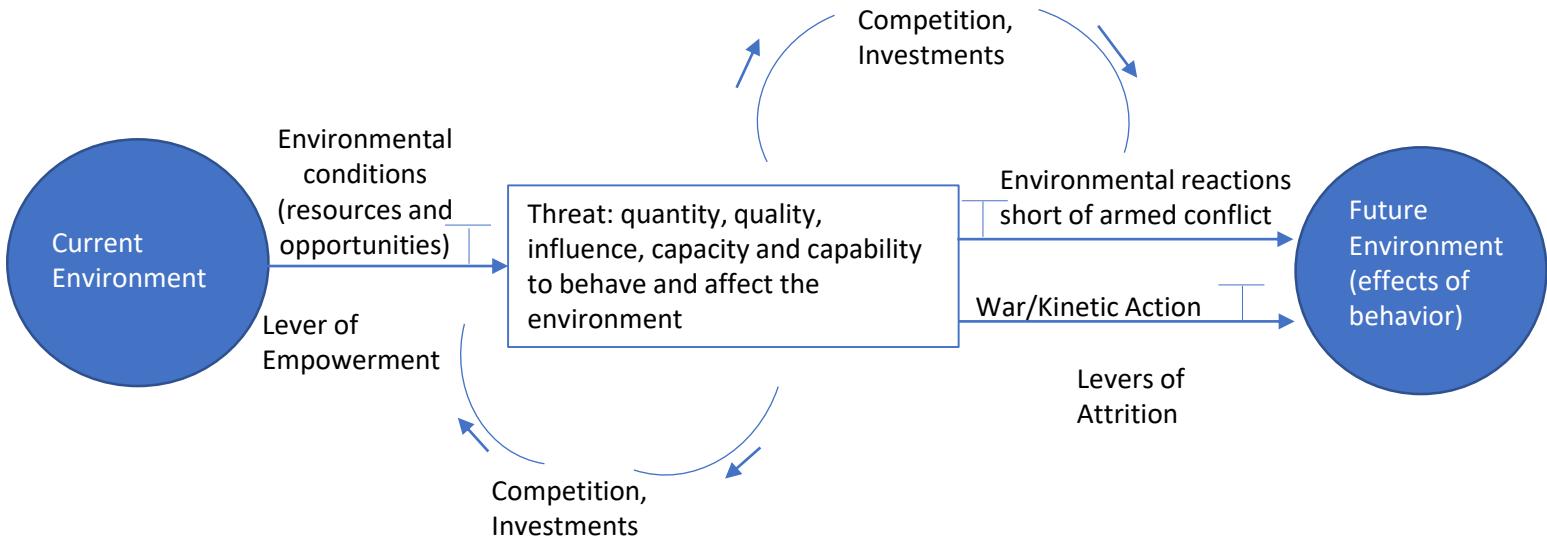 Competition,
Investments
Environmental
conditions
(resources and
opportunities)
Current
Environment
Lever of
Empowerment
Threat: quantity, quality,
influence, capacity and capability
to behave and affect the
environment
Environmental reactions
short of armed conflict
War/Kinetic Action
Levers of
Attrition
Future
Environment
(effects of
behavior)
Competition,
Investments